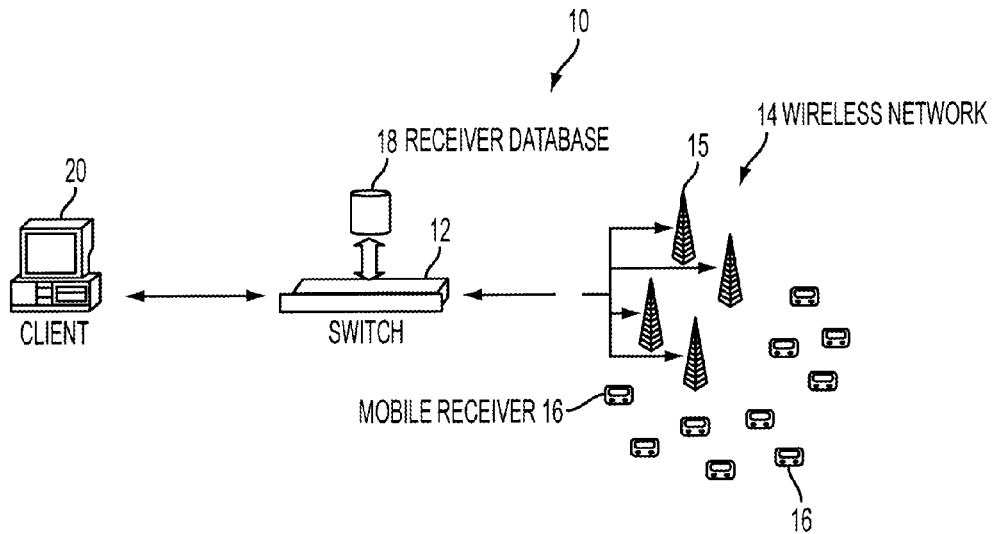 10
14 WIRELESS NETWORK
18 RECEIVER DATABASE
15
20
12
CLIENT
SWITCH
MOBILE RECEIVER 16
16